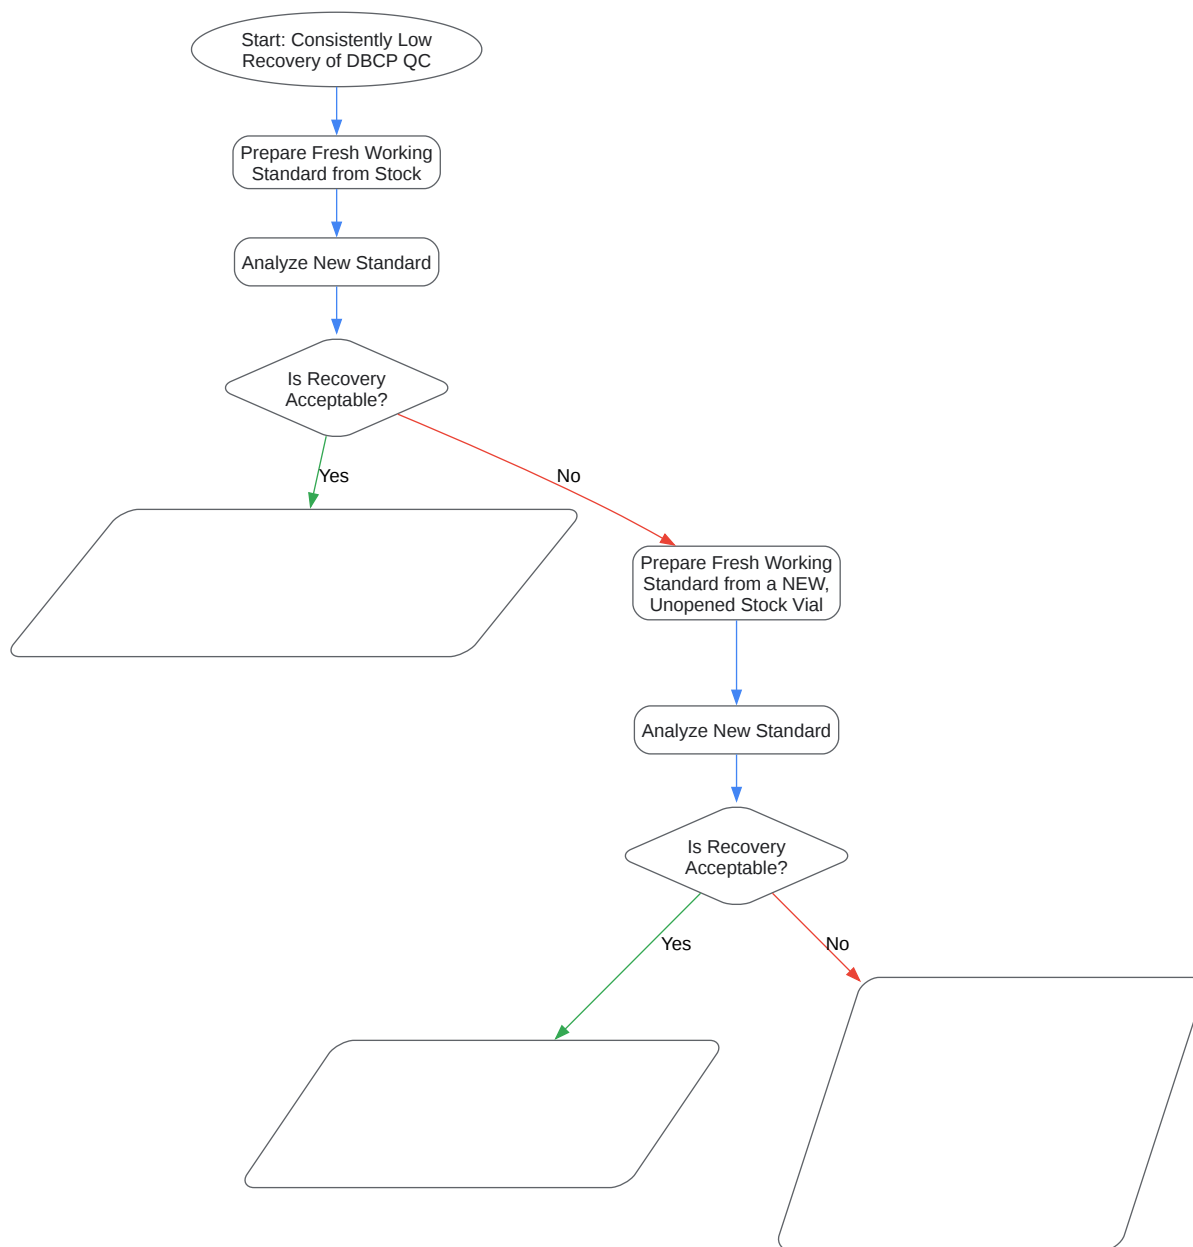 Start: Consistently Low
Recovery of DBCP QC
Prepare Fresh Working
Standard from Stock
Analyze New Standard
Is Recovery
Acceptable?
Yes
No
Prepare Fresh Working
Standard from a NEW,
Unopened Stock Vial
Analyze New Standard
Is Recovery
Acceptable?
Yes
No